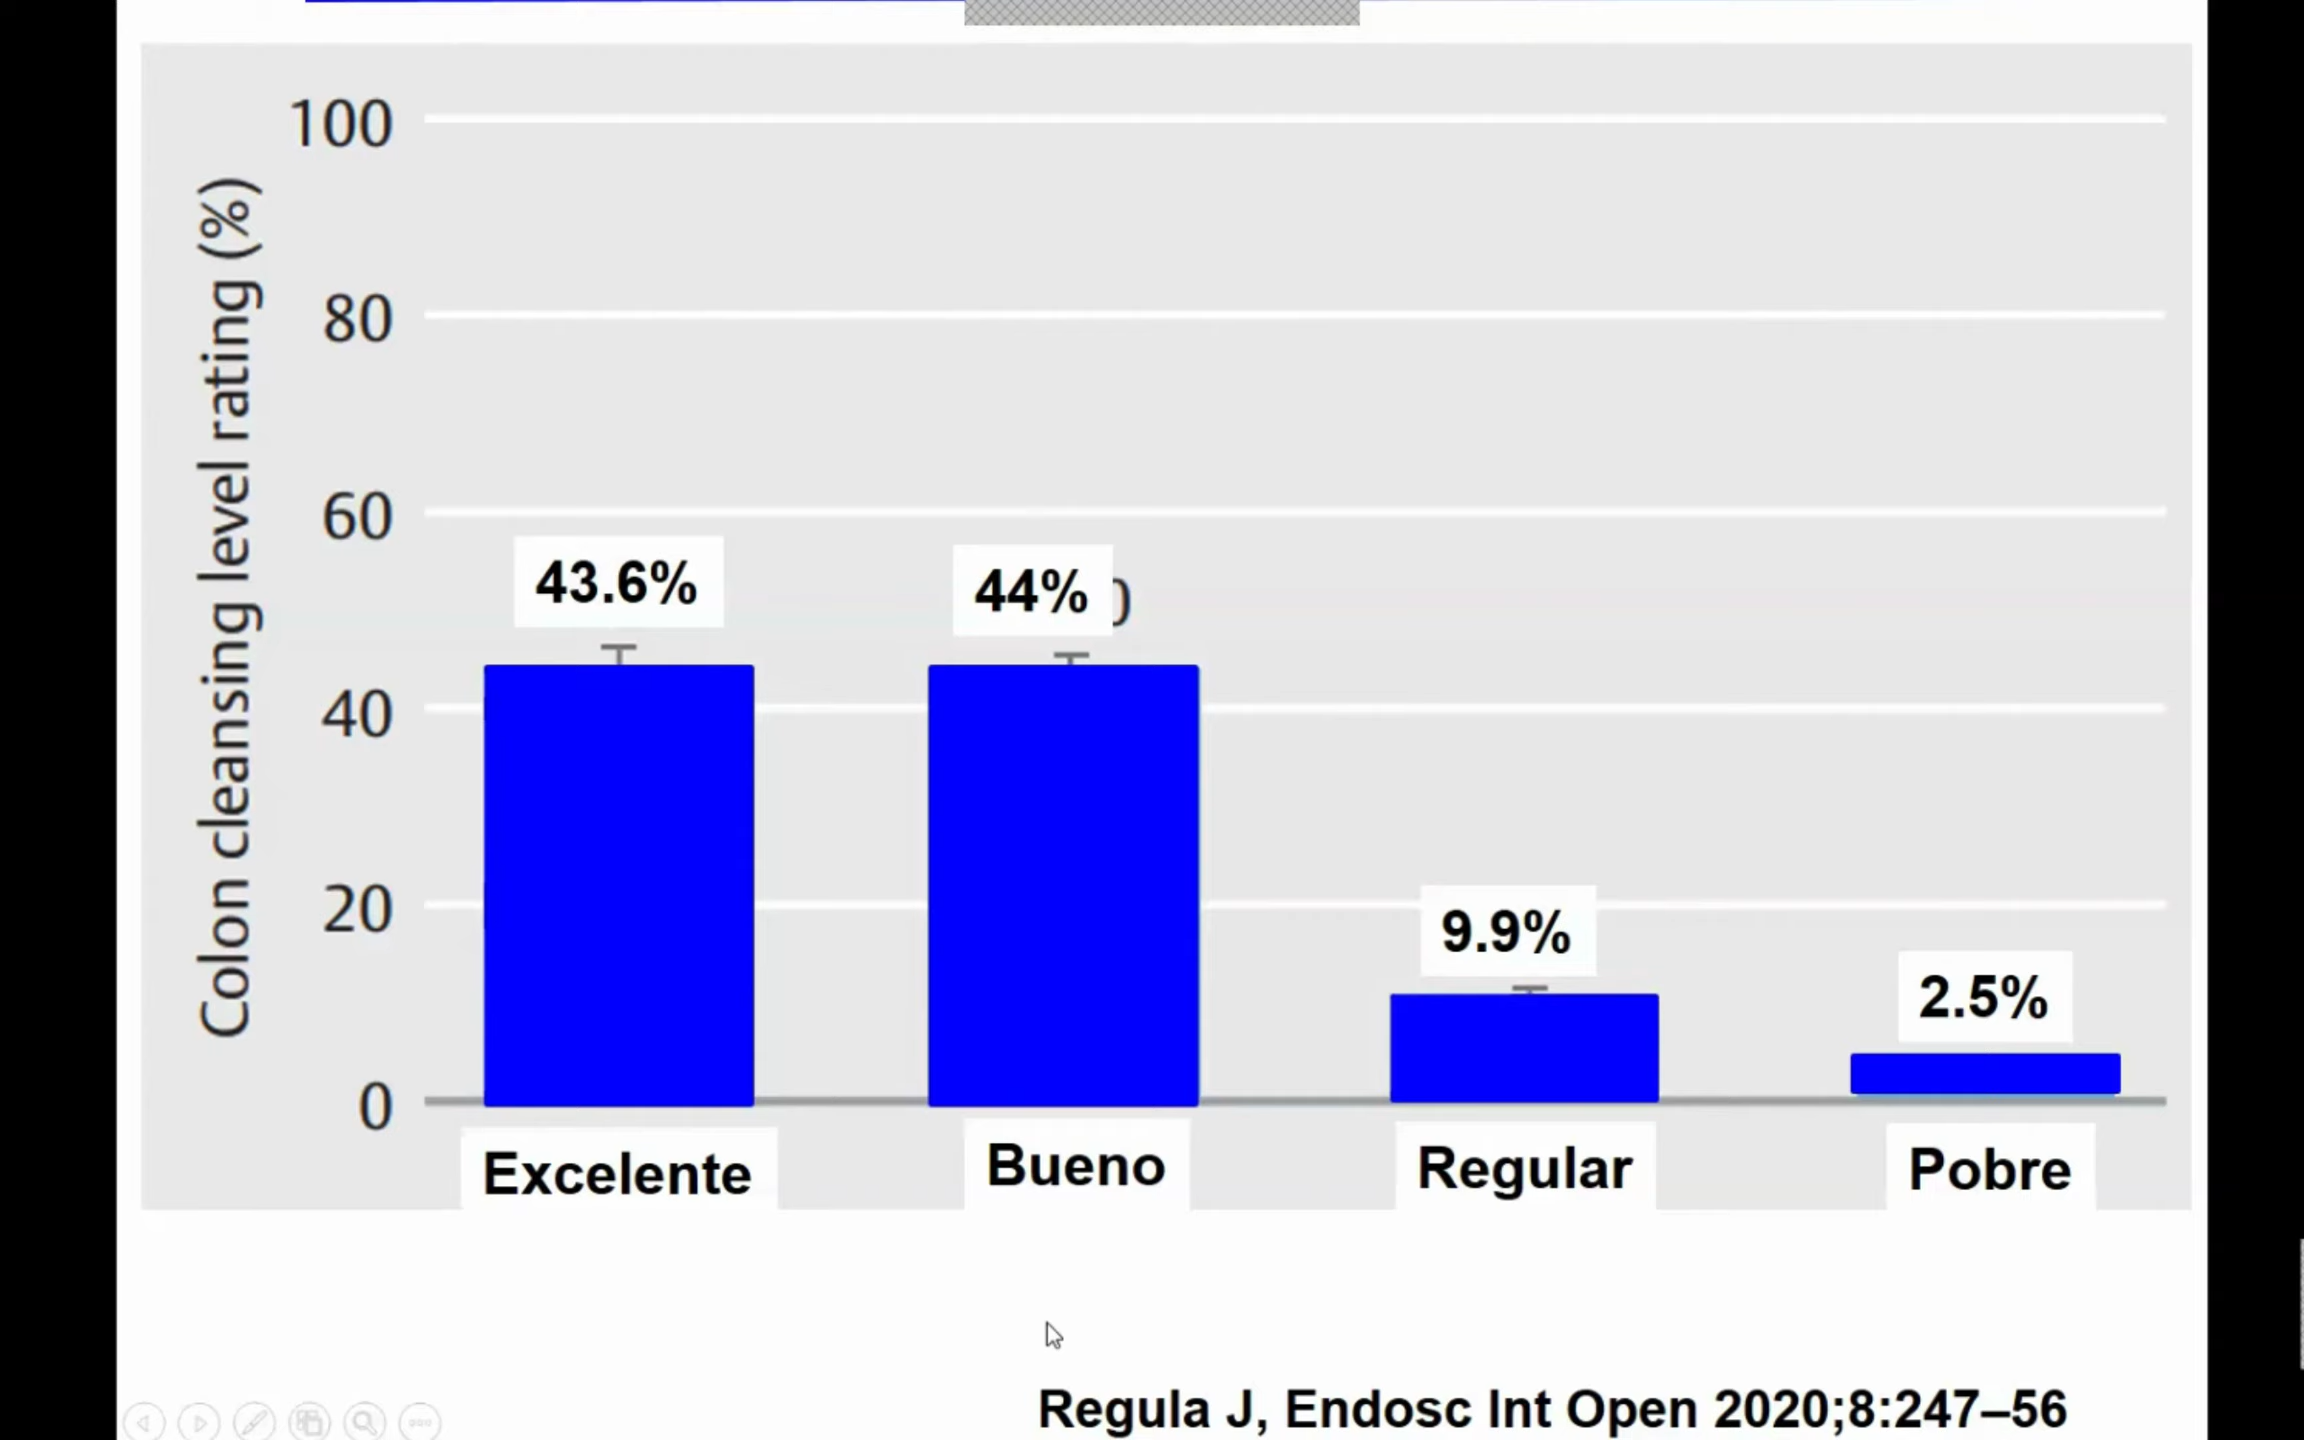 Colon cleansing level rating (%)
100
80
60
40
20
0
43.6%
44%
9.9%
2.5%
Excelente
Bueno
Regular
Pobre
Regula J, Endosc Int Open 2020;8:247–56